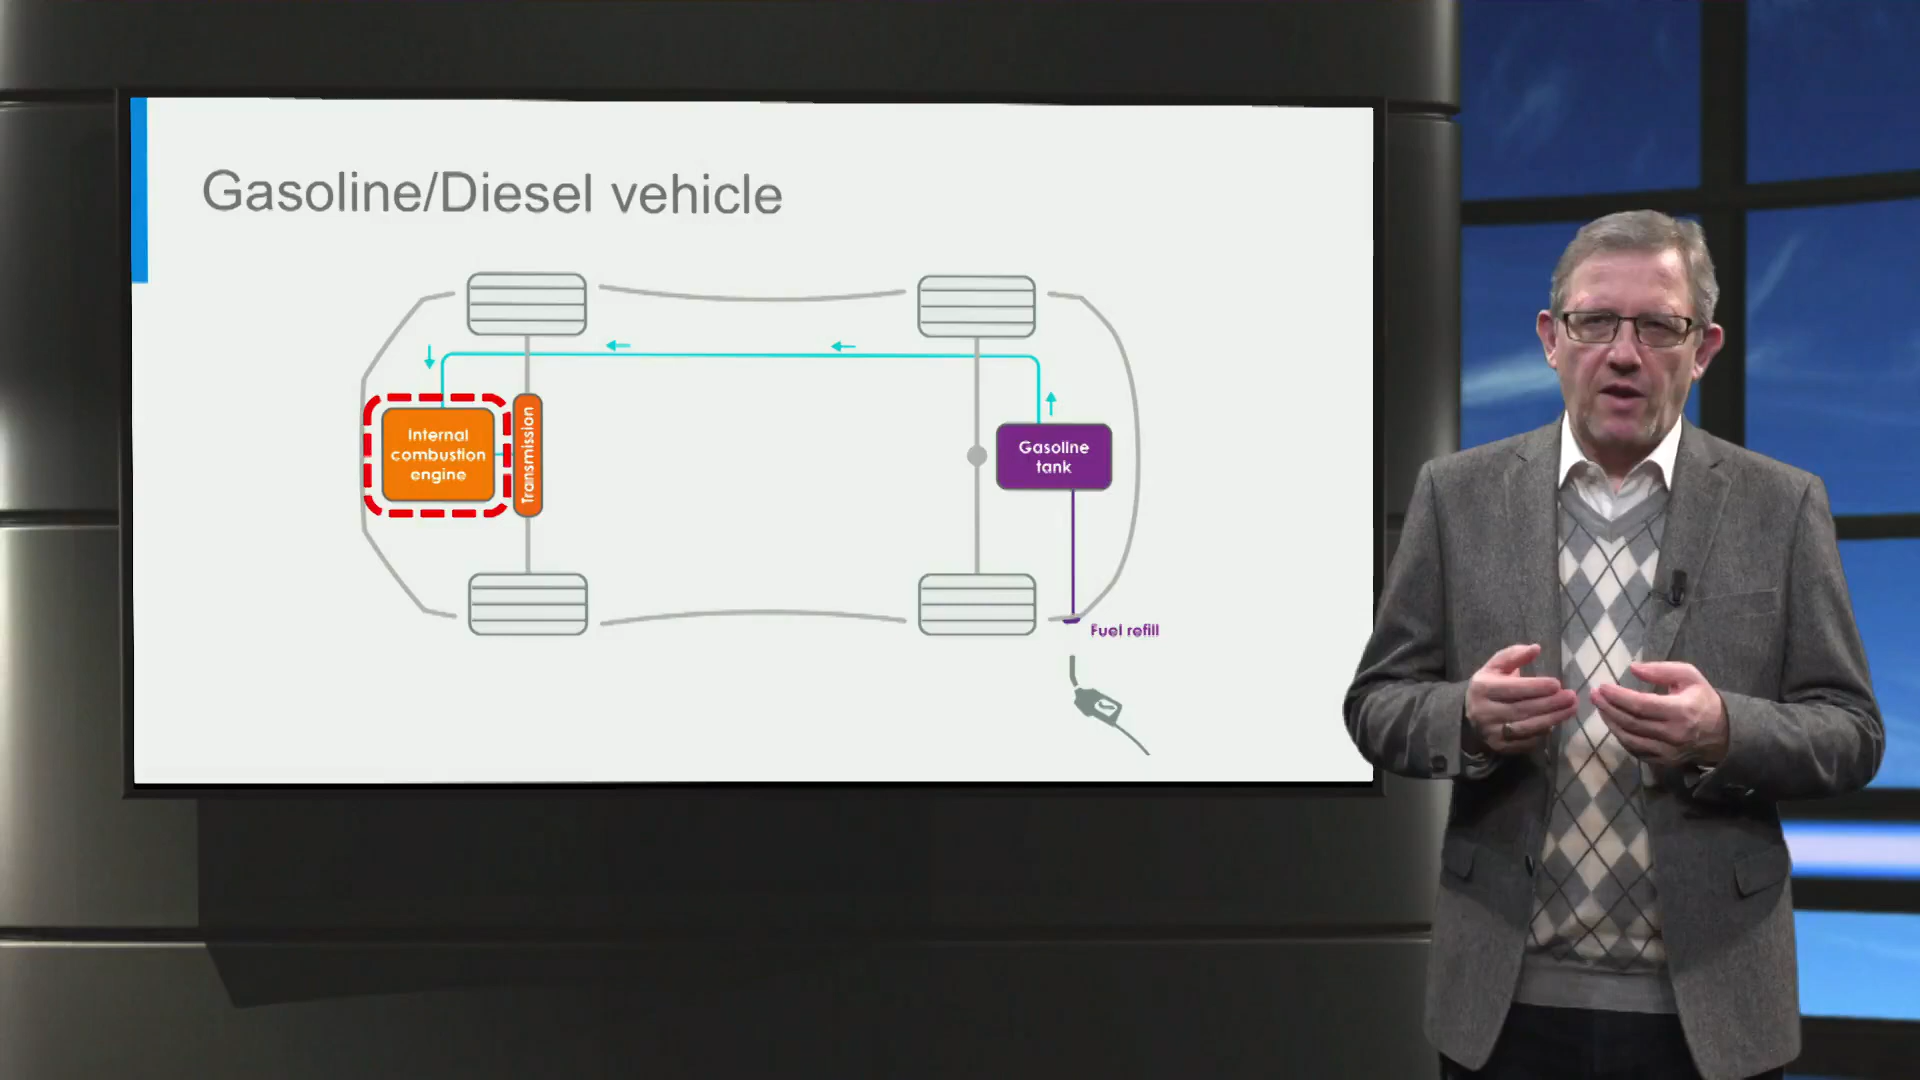 Gasoline/Diesel vehicle
Internal
combustion
engine
Transmission
Gasoline
tank
Fuel refill